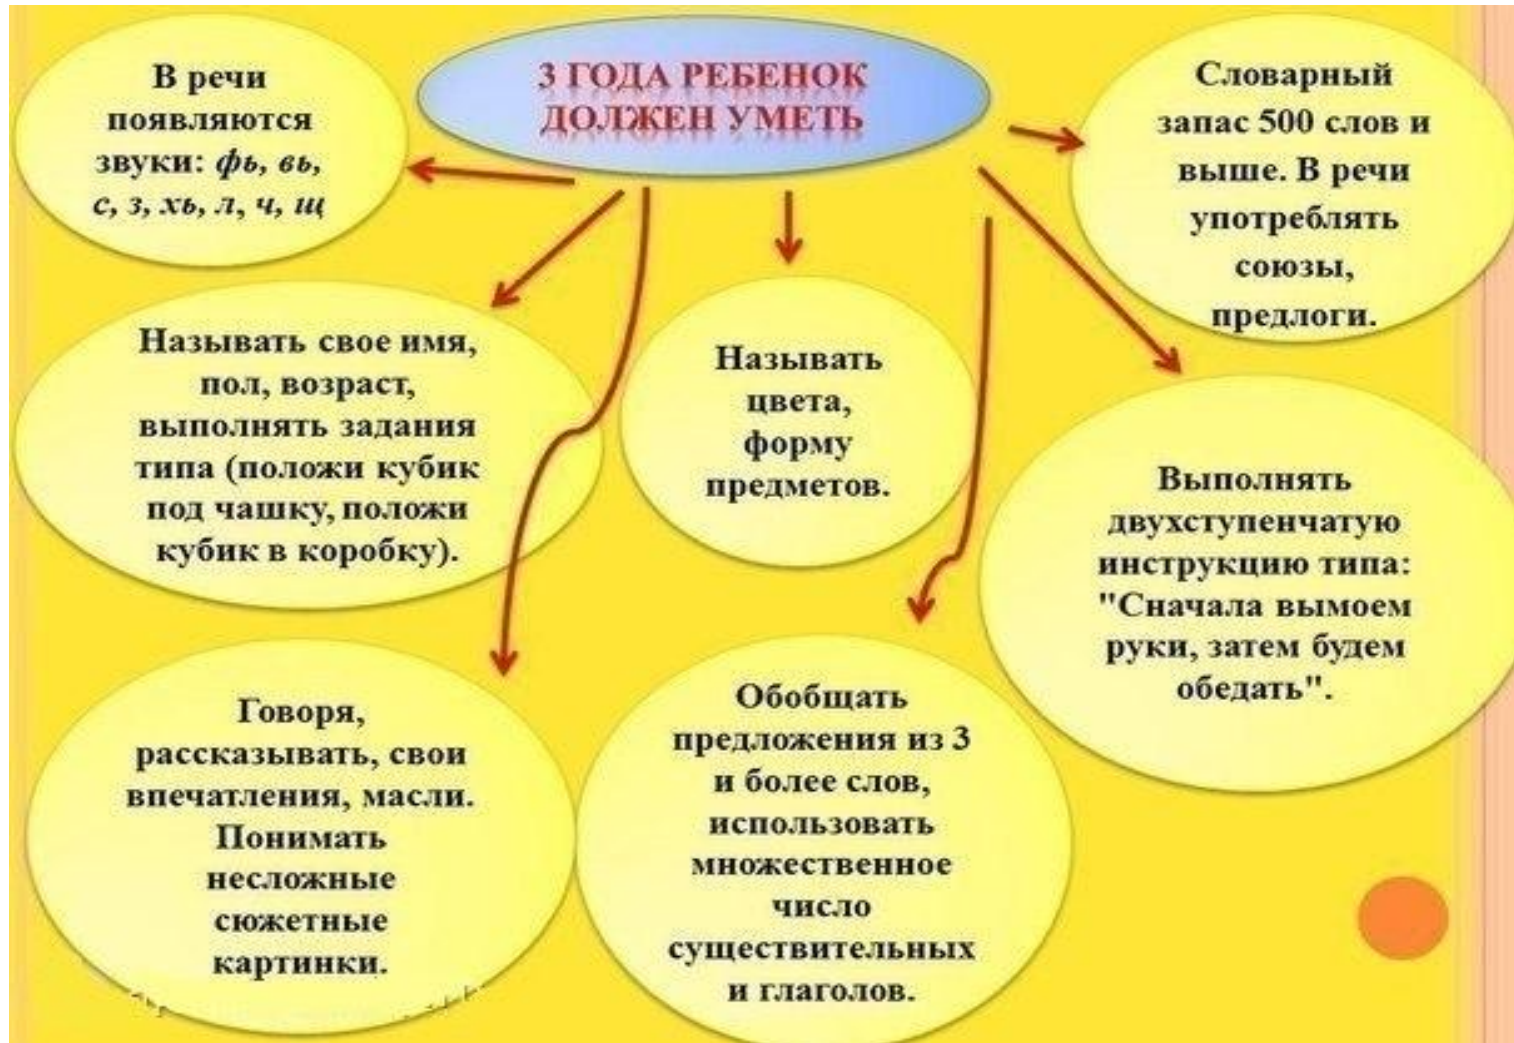 3 ГОДА РЕБЕНОК
ДОЛЖЕН УМЕТЬ
В речи
появляются
звуки: фь, вь,
с, з, хь, л, ч, щ
Словарный
запас 500 слов и
выше. В речи
употреблять
союзы,
предлоги.
Называть свое имя,
пол, возраст,
выполнять задания
типа (положи кубик
под чашку, положи
кубик в коробку).
Называть
цвета,
форму
предметов.
Выполнять
двухступенчатую
инструкцию типа:
"Сначала вымоем
руки, затем будем
обедать".
Говоря,
рассказывать, свои
впечатления, масли.
Понимать
несложные
сюжетные
картинки.
Обобщать
предложения из 3
и более слов,
использовать
множественное
число
существительных
и глаголов.